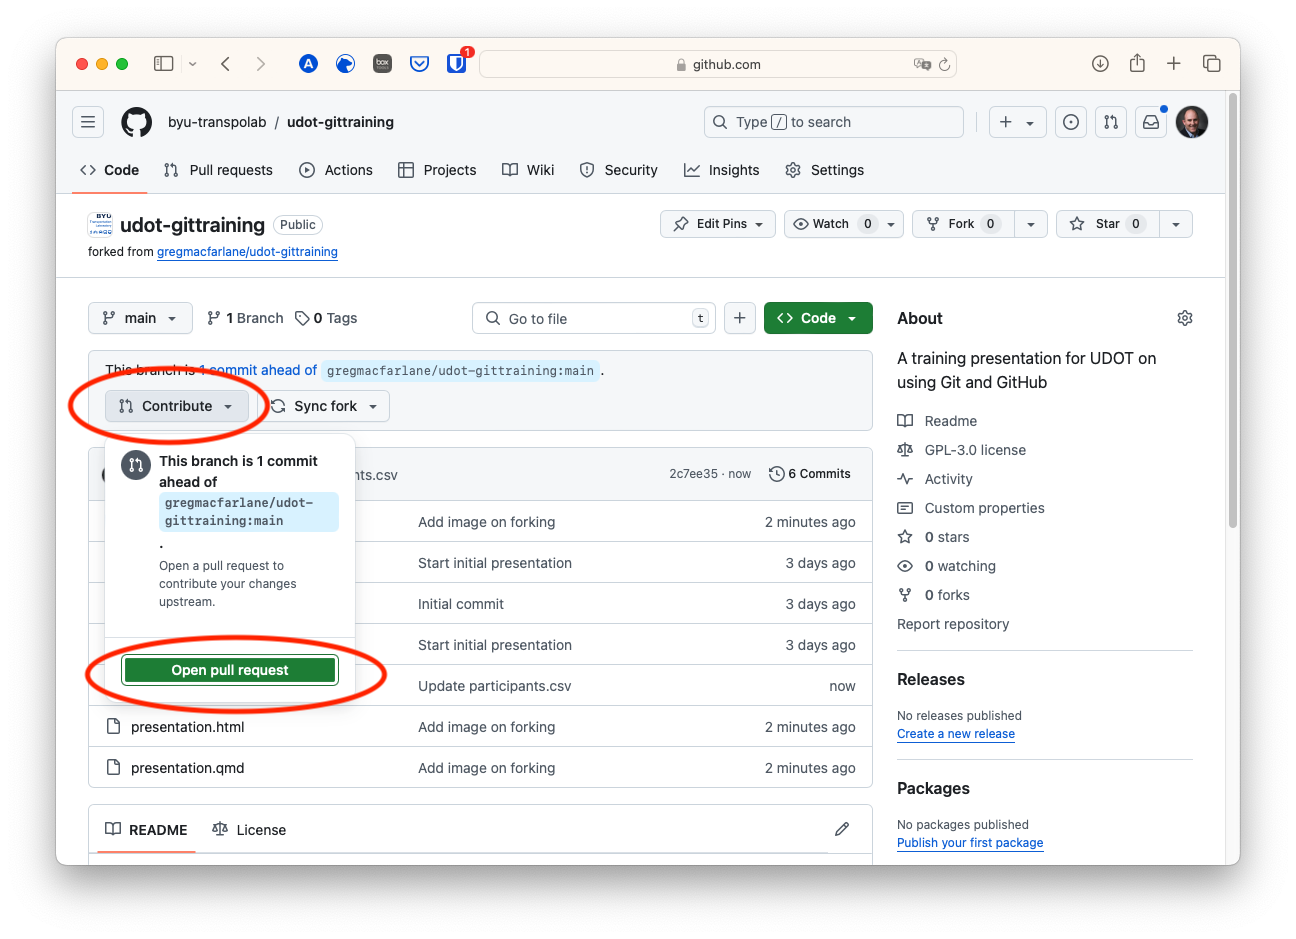 1
A
box
github.com
byu-transpolab / udot-gittraining
Type / to search
Code
Pull requests
Actions
Projects
Wiki
Security
Insights
Settings
BYU
udot-gittraining
Public
Edit Pins
Watch 0
Fork 0
Star 0
forked from gregmacfarlane/udot-gittraining
main
1 Branch
0 Tags
Go to file
t
Code
This branch is 1 commit ahead of gregmacfarlane/udot-gittraining:main .
Contribute
Sync fork
This branch is 1 commit
ahead of
gregmacfarlane/udot-
gittraining:main
.
Open a pull request to
contribute your changes
upstream.
Open pull request
nts.csv
2c7ee35 · now
6 Commits
Add image on forking
2 minutes ago
Start initial presentation
3 days ago
Initial commit
3 days ago
Start initial presentation
3 days ago
Update participants.csv
now
presentation.html
Add image on forking
2 minutes ago
presentation.qmd
Add image on forking
2 minutes ago
README
License
About
A training presentation for UDOT on
using Git and GitHub
Readme
GPL-3.0 license
Activity
Custom properties
0 stars
0 watching
0 forks
Report repository
Releases
No releases published
Create a new release
Packages
No packages published
Publish your first package